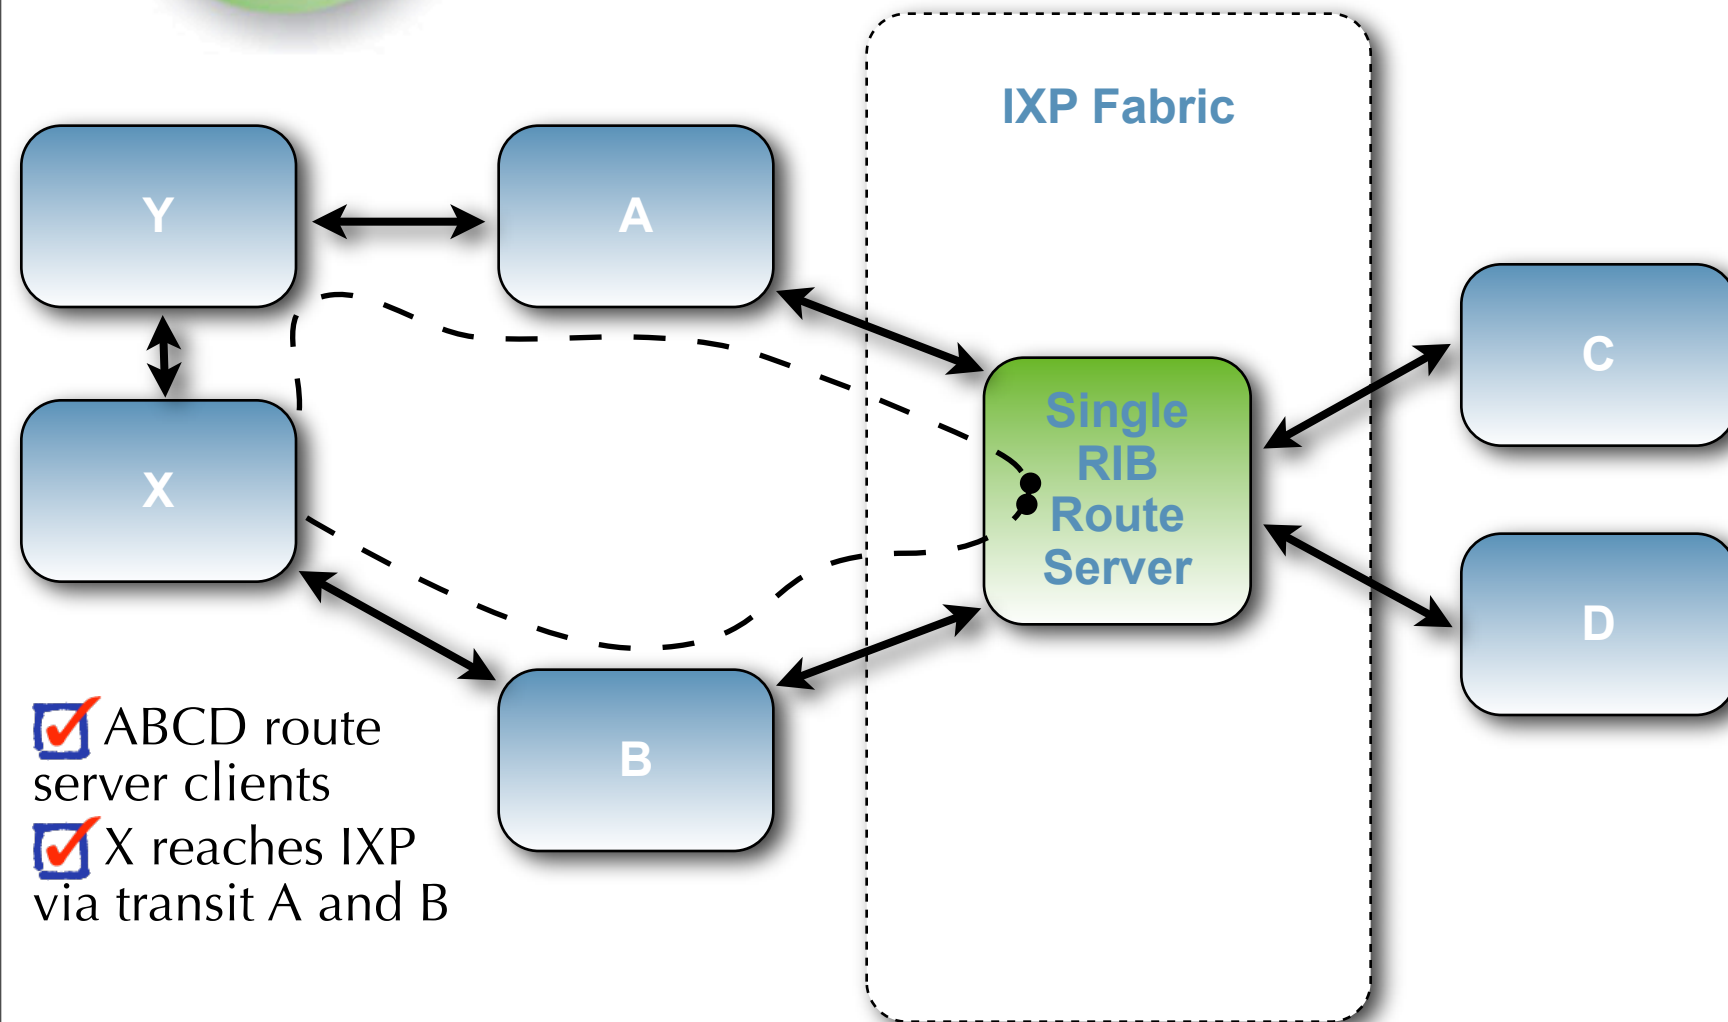 IXP Fabric
Y
A
C
Single
RIB
Route
Server
X
D
B
ABCD route
server clients
X reaches IXP
via transit A and B